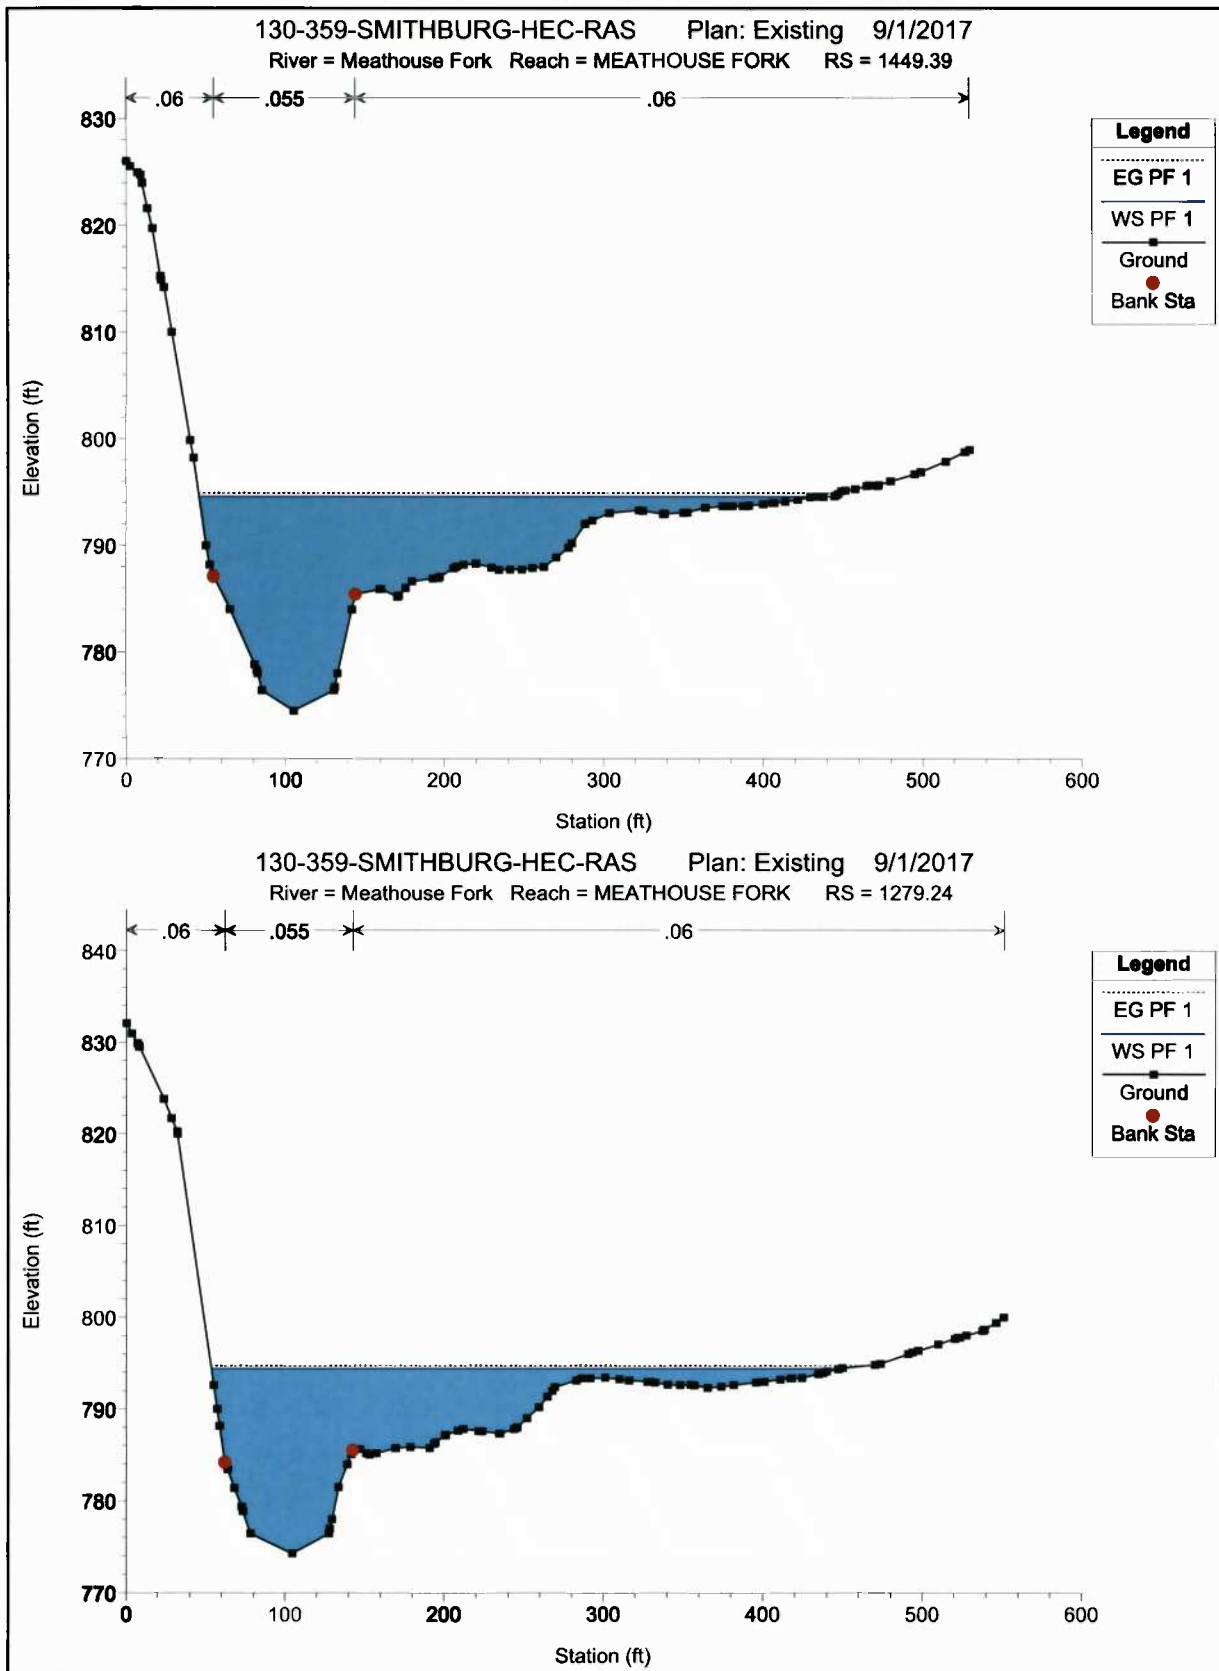 130-359-SMITHBURG-HEC-RAS Plan: Existing 9/1/2017
River = Meathouse Fork Reach = MEATHOUSE FORK RS = 1449.39
.06 .055 .06
Legend
EG PF 1
WS PF 1
Ground
Bank Sta
Elevation (ft)
830
820
810
800
790
780
770
0 100 200 300 400 500 600
Station (ft)
130-359-SMITHBURG-HEC-RAS Plan: Existing 9/1/2017
River = Meathouse Fork Reach = MEATHOUSE FORK RS = 1279.24
.06 .055 .06
Legend
EG PF 1
WS PF 1
Ground
Bank Sta
Elevation (ft)
840
830
820
810
800
790
780
770
0 100 200 300 400 500 600
Station (ft)